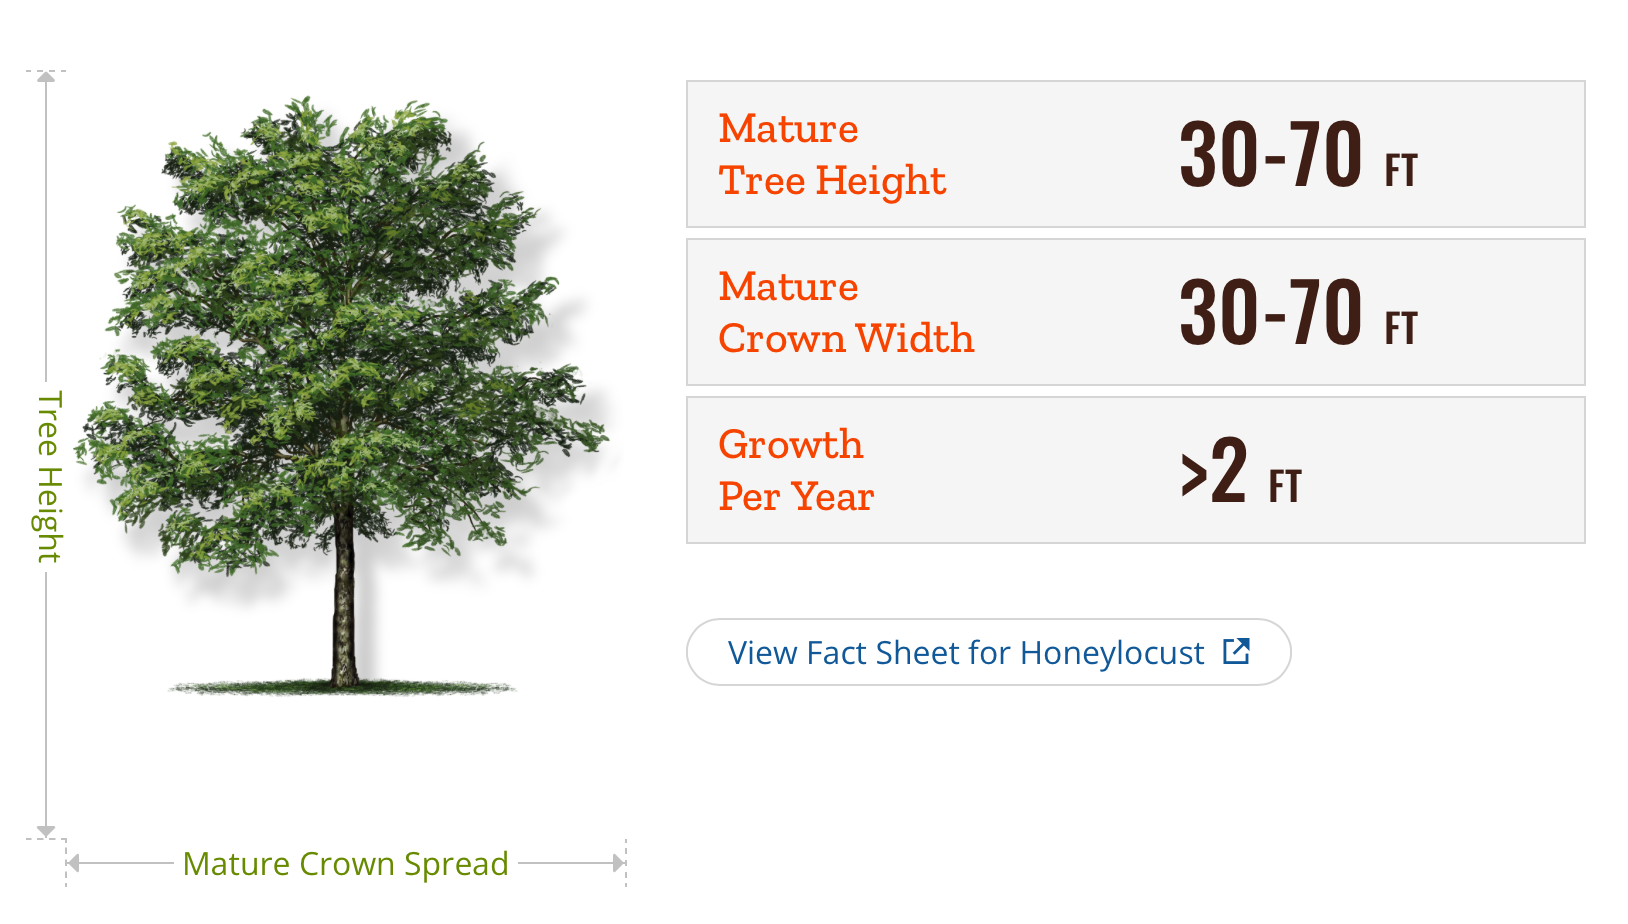 Tree Height
Mature Crown Spread
Mature
Tree Height
30-70 FT
Mature
Crown Width
30-70 FT
Growth
Per Year
>2 FT
View Fact Sheet for Honeylocust